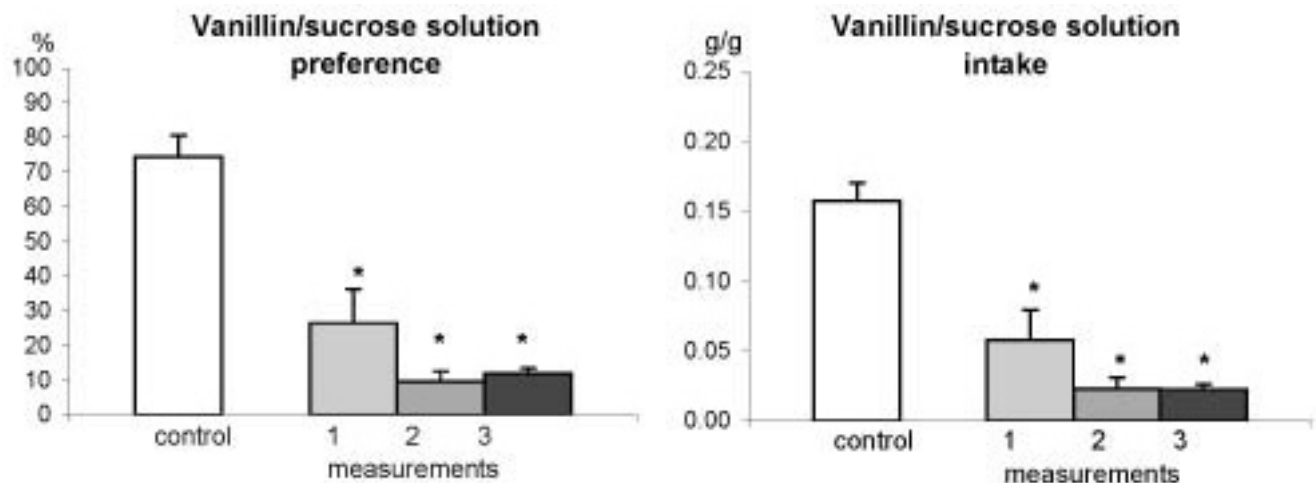 Vanillin/sucrose solution
preference
%
100
90
80
70
60
50
40
30
20
10
0
*
*
*
control 1 2 3
measurements
Vanillin/sucrose solution
intake
g/g
0.25
0.20
0.15
0.10
0.05
0.00
*
*
*
control 1 2 3
measurements